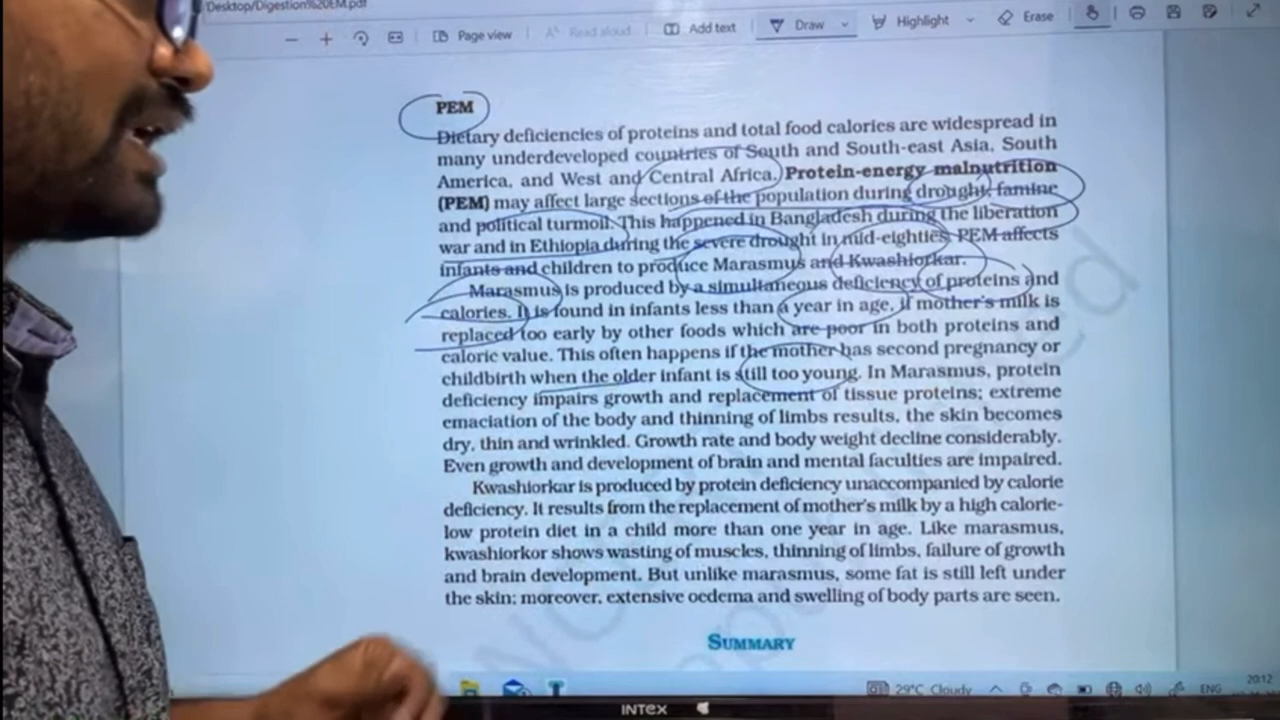 /Desktop/Digestion%20EM.pdf
Page view
Read aloud
Add text
Draw
Highlight
Erase
PEM
Dietary deficiencies of proteins and total food calories are widespread in
many underdeveloped countries of South and South-east Asia, South
America, and West and Central Africa. Protein-energy malnutrition
(PEM) may affect large sections of the population during drought, famine
and political turmoil. This happened in Bangladesh during the liberation
war and in Ethiopia during the severe drought in mid-eighties. PEM affects
infants and children to produce Marasmus and Kwashiorkar.
Marasmus is produced by a simultaneous deficiency of proteins and
calories. It is found in infants less than a year in age, if mother's milk is
replaced too early by other foods which are poor in both proteins and
caloric value. This often happens if the mother has second pregnancy or
childbirth when the older infant is still too young. In Marasmus, protein
deficiency impairs growth and replacement of tissue proteins; extreme
emaciation of the body and thinning of limbs results, the skin becomes
dry, thin and wrinkled. Growth rate and body weight decline considerably.
Even growth and development of brain and mental faculties are impaired.
Kwashiorkar is produced by protein deficiency unaccompanied by calorie
deficiency. It results from the replacement of mother's milk by a high calorie-
low protein diet in a child more than one year in age. Like marasmus,
kwashiorkor shows wasting of muscles, thinning of limbs, failure of growth
and brain development. But unlike marasmus, some fat is still left under
the skin; moreover, extensive oedema and swelling of body parts are seen.
SUMMARY
29°C Cloudy
ENG
20:12
INTEX